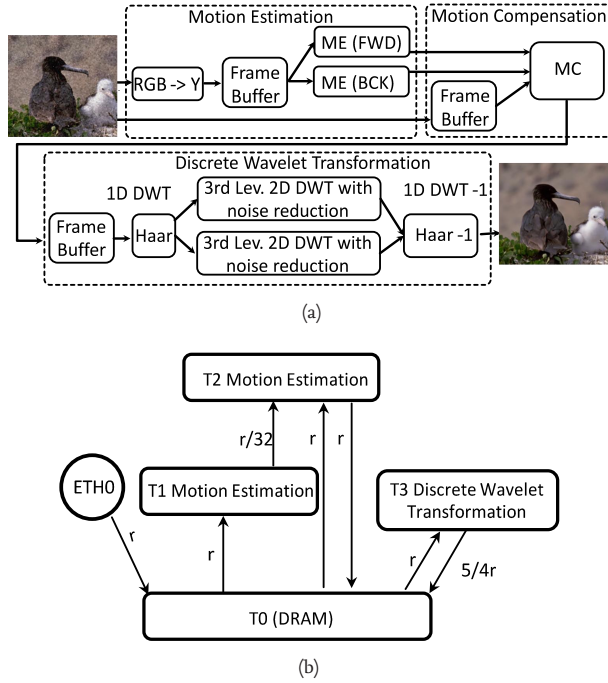 Motion Estimation
Motion Compensation
RGB -> Y
Frame
Buffer
ME (FWD)
ME (BCK)
Frame
Buffer
MC
Discrete Wavelet Transformation
1D DWT
3rd Lev. 2D DWT with
noise reduction
1D DWT -1
Frame
Buffer
Haar
3rd Lev. 2D DWT with
noise reduction
Haar -1
(a)
T2 Motion Estimation
r/32
r
r
ETH0
T1 Motion Estimation
T3 Discrete Wavelet
Transformation
r
r
r
5/4r
T0 (DRAM)
(b)